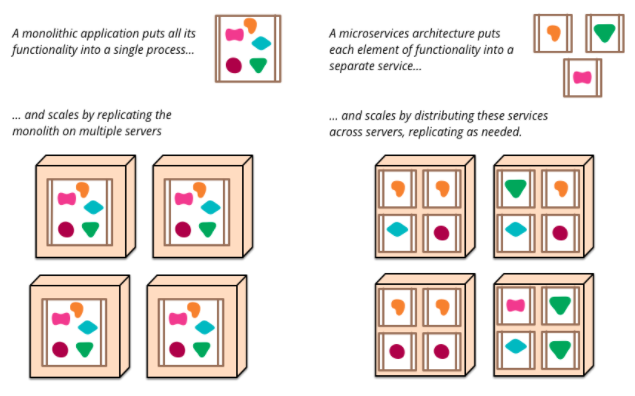 A monolithic application puts all its
functionality into a single process...
... and scales by replicating the
monolith on multiple servers
A microservices architecture puts
each element of functionality into a
separate service...
... and scales by distributing these services
across servers, replicating as needed.